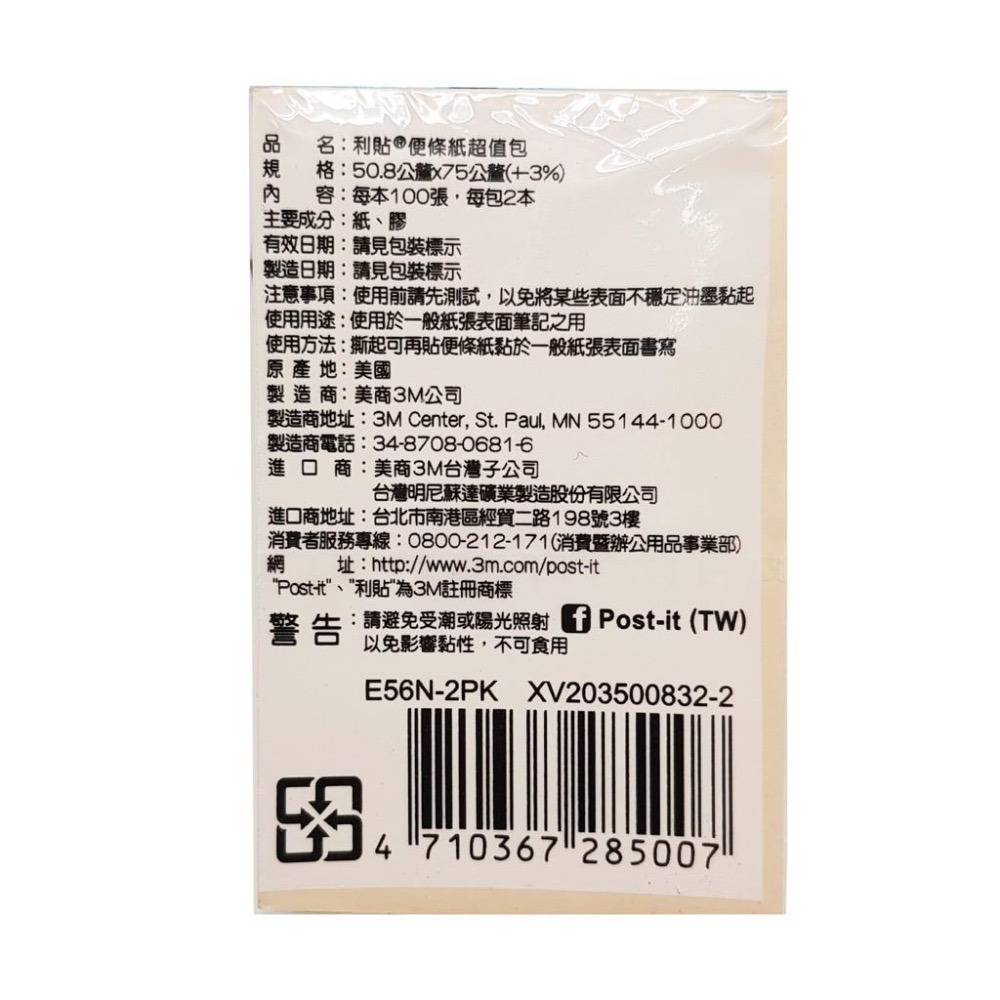 品　　名：利貼®便條紙超值包
規　　格：50.8公釐x75公釐(+-3%)
內　　容：每本100張，每包2本
主要成分：紙、膠
有效日期：請見包裝標示
製造日期：請見包裝標示
注意事項：使用前請先測試，以免將某些表面不穩定油墨黏起
使用用途：使用於一般紙張表面筆記之用
使用方法：撕起可再貼便條紙黏於一般紙張表面書寫
原 產 地：美國
製 造 商：美商3M公司
製造商地址：3M Center, St. Paul, MN 55144-1000
製造商電話：34-8708-0681-6
進　口　商：美商3M台灣子公司
台灣明尼蘇達礦業製造股份有限公司
進口商地址：台北市南港區經貿二路198號3樓
消費者服務專線：0800-212-171(消費暨辦公用品事業部)
網　　址：http://www.3m.com/post-it
"Post-it"、"利貼"為3M註冊商標
警告：請避免受潮或陽光照射 f Post-it (TW)
以免影響黏性，不可食用
E56N-2PK XV203500832-2
4 710367 285007